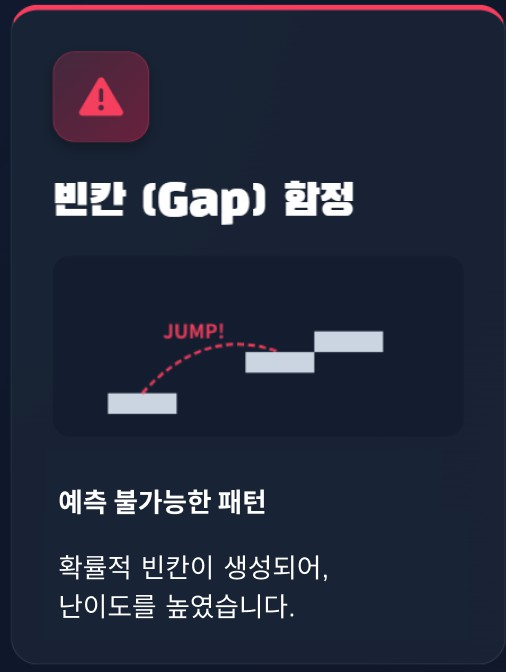 빈칸 (Gap) 함정
JUMP!
예측 불가능한 패턴
확률적 빈칸이 생성되어,
난이도를 높였습니다.